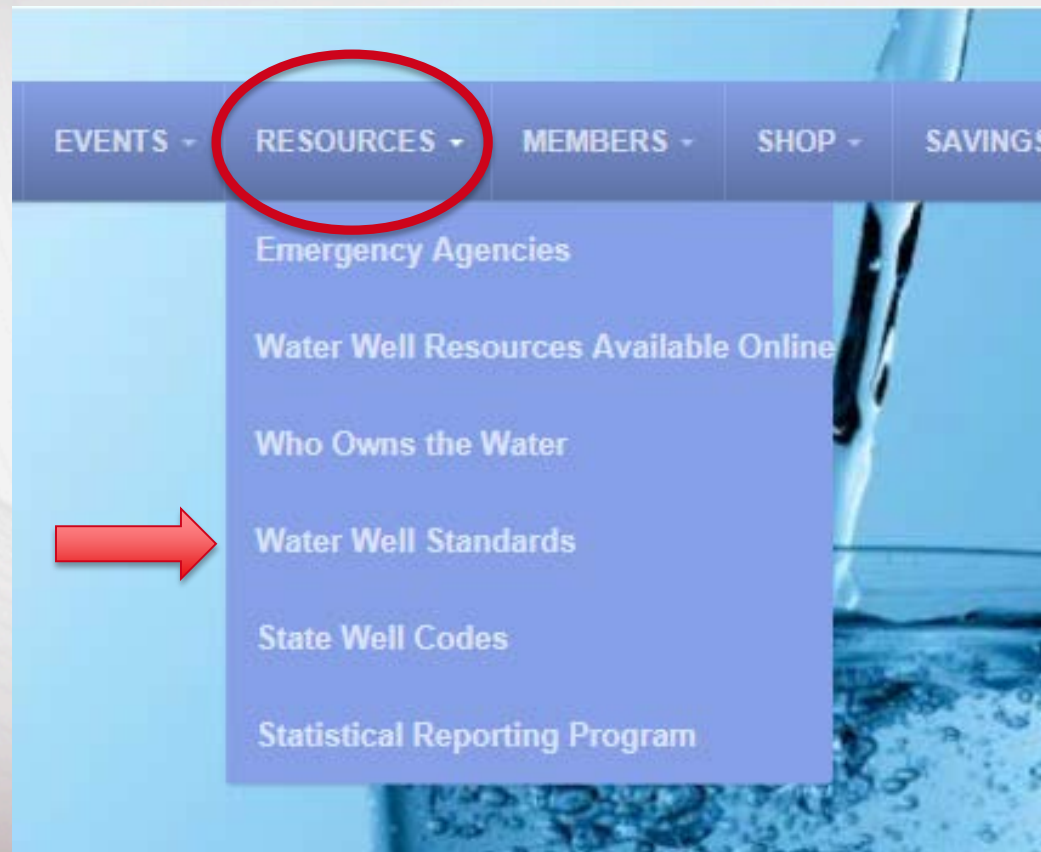 EVENTS RESOURCES MEMBERS SHOP SAVINGS
Emergency Agencies
Water Well Resources Available Online
Who Owns the Water
Water Well Standards
State Well Codes
Statistical Reporting Program